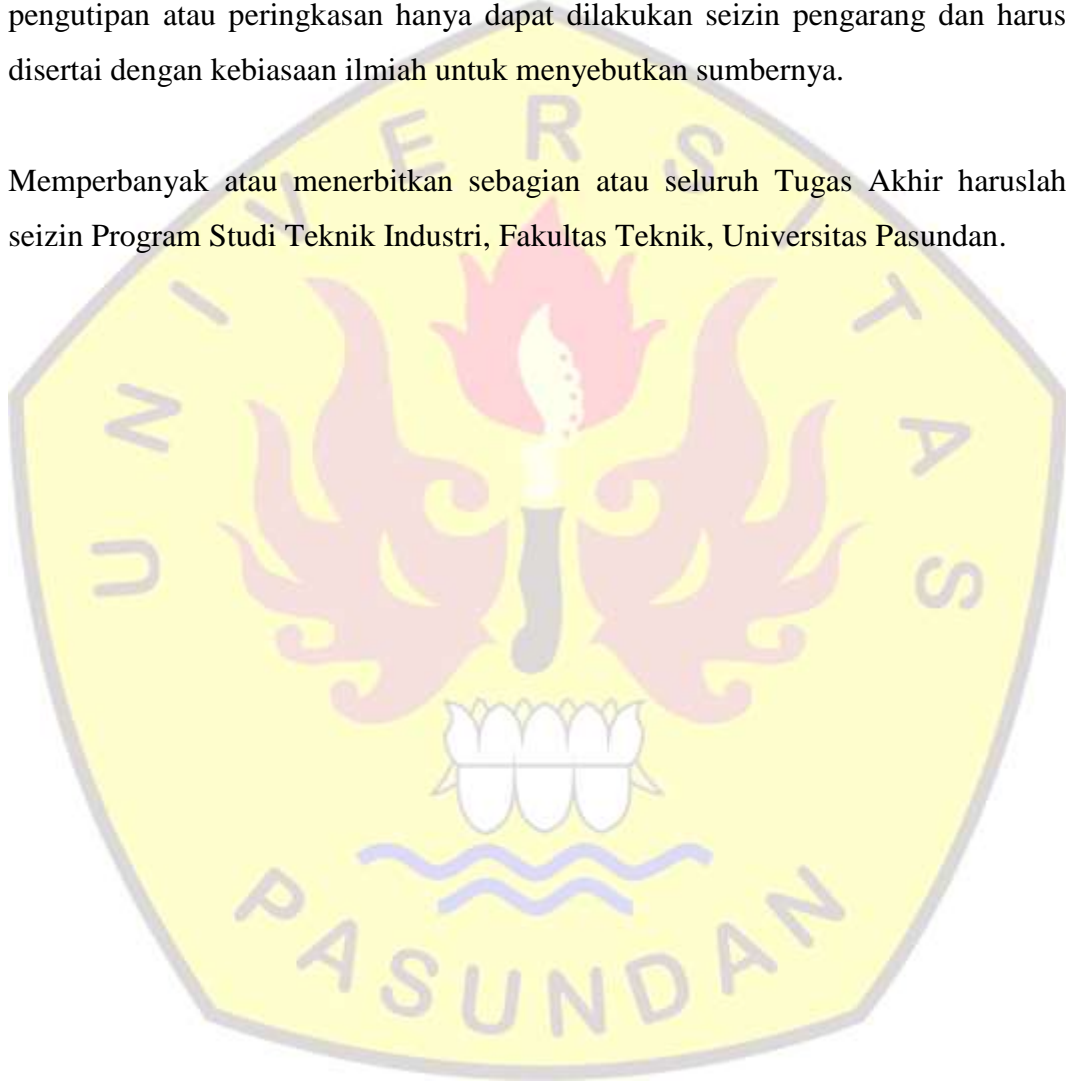 pengutipan atau peringkasan hanya dapat dilakukan seizin pengarang dan harus
disertai dengan kebiasaan ilmiah untuk menyebutkan sumbernya.
Memperbanyak atau menerbitkan sebagian atau seluruh Tugas Akhir haruslah
seizin Program Studi Teknik Industri, Fakultas Teknik, Universitas Pasundan.
UNIVERSITAS
PASUNDAN